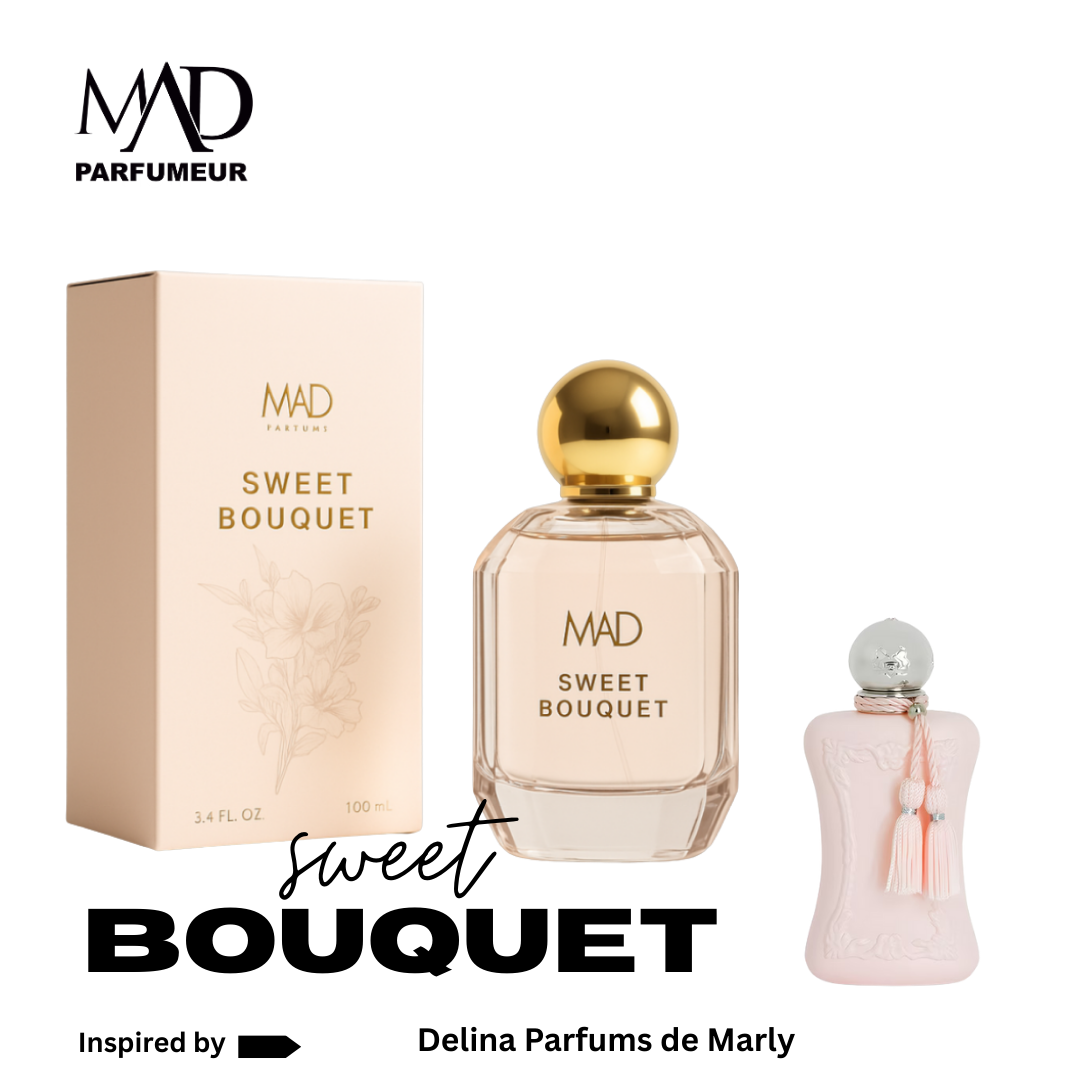 MAD
PARFUMEUR
MAD
PARTUMS
SWEET
BOUQUET
3.4 FL. OZ.
100 mL
MAD
SWEET
BOUQUET
sweet
BOUQUET
Inspired by
Delina Parfums de Marly